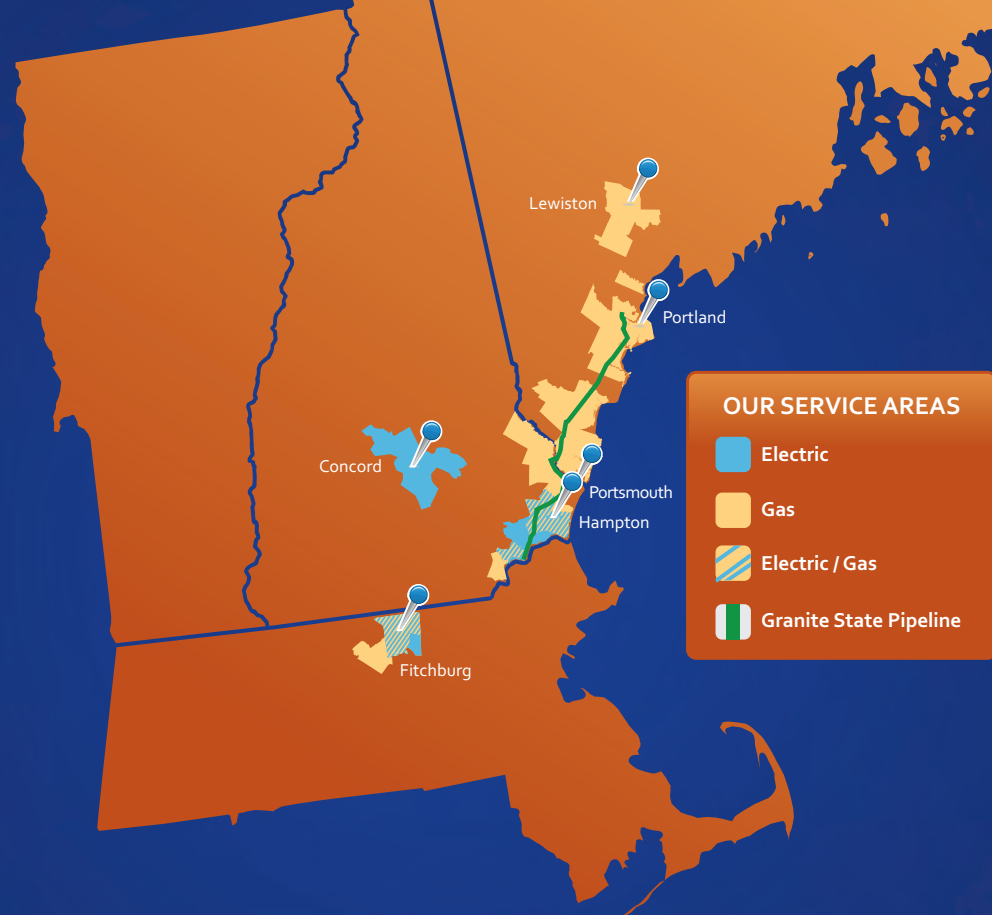 Lewiston
Portland
OUR SERVICE AREAS
Electric
Gas
Electric / Gas
Granite State Pipeline
Concord
Portsmouth
Hampton
Fitchburg